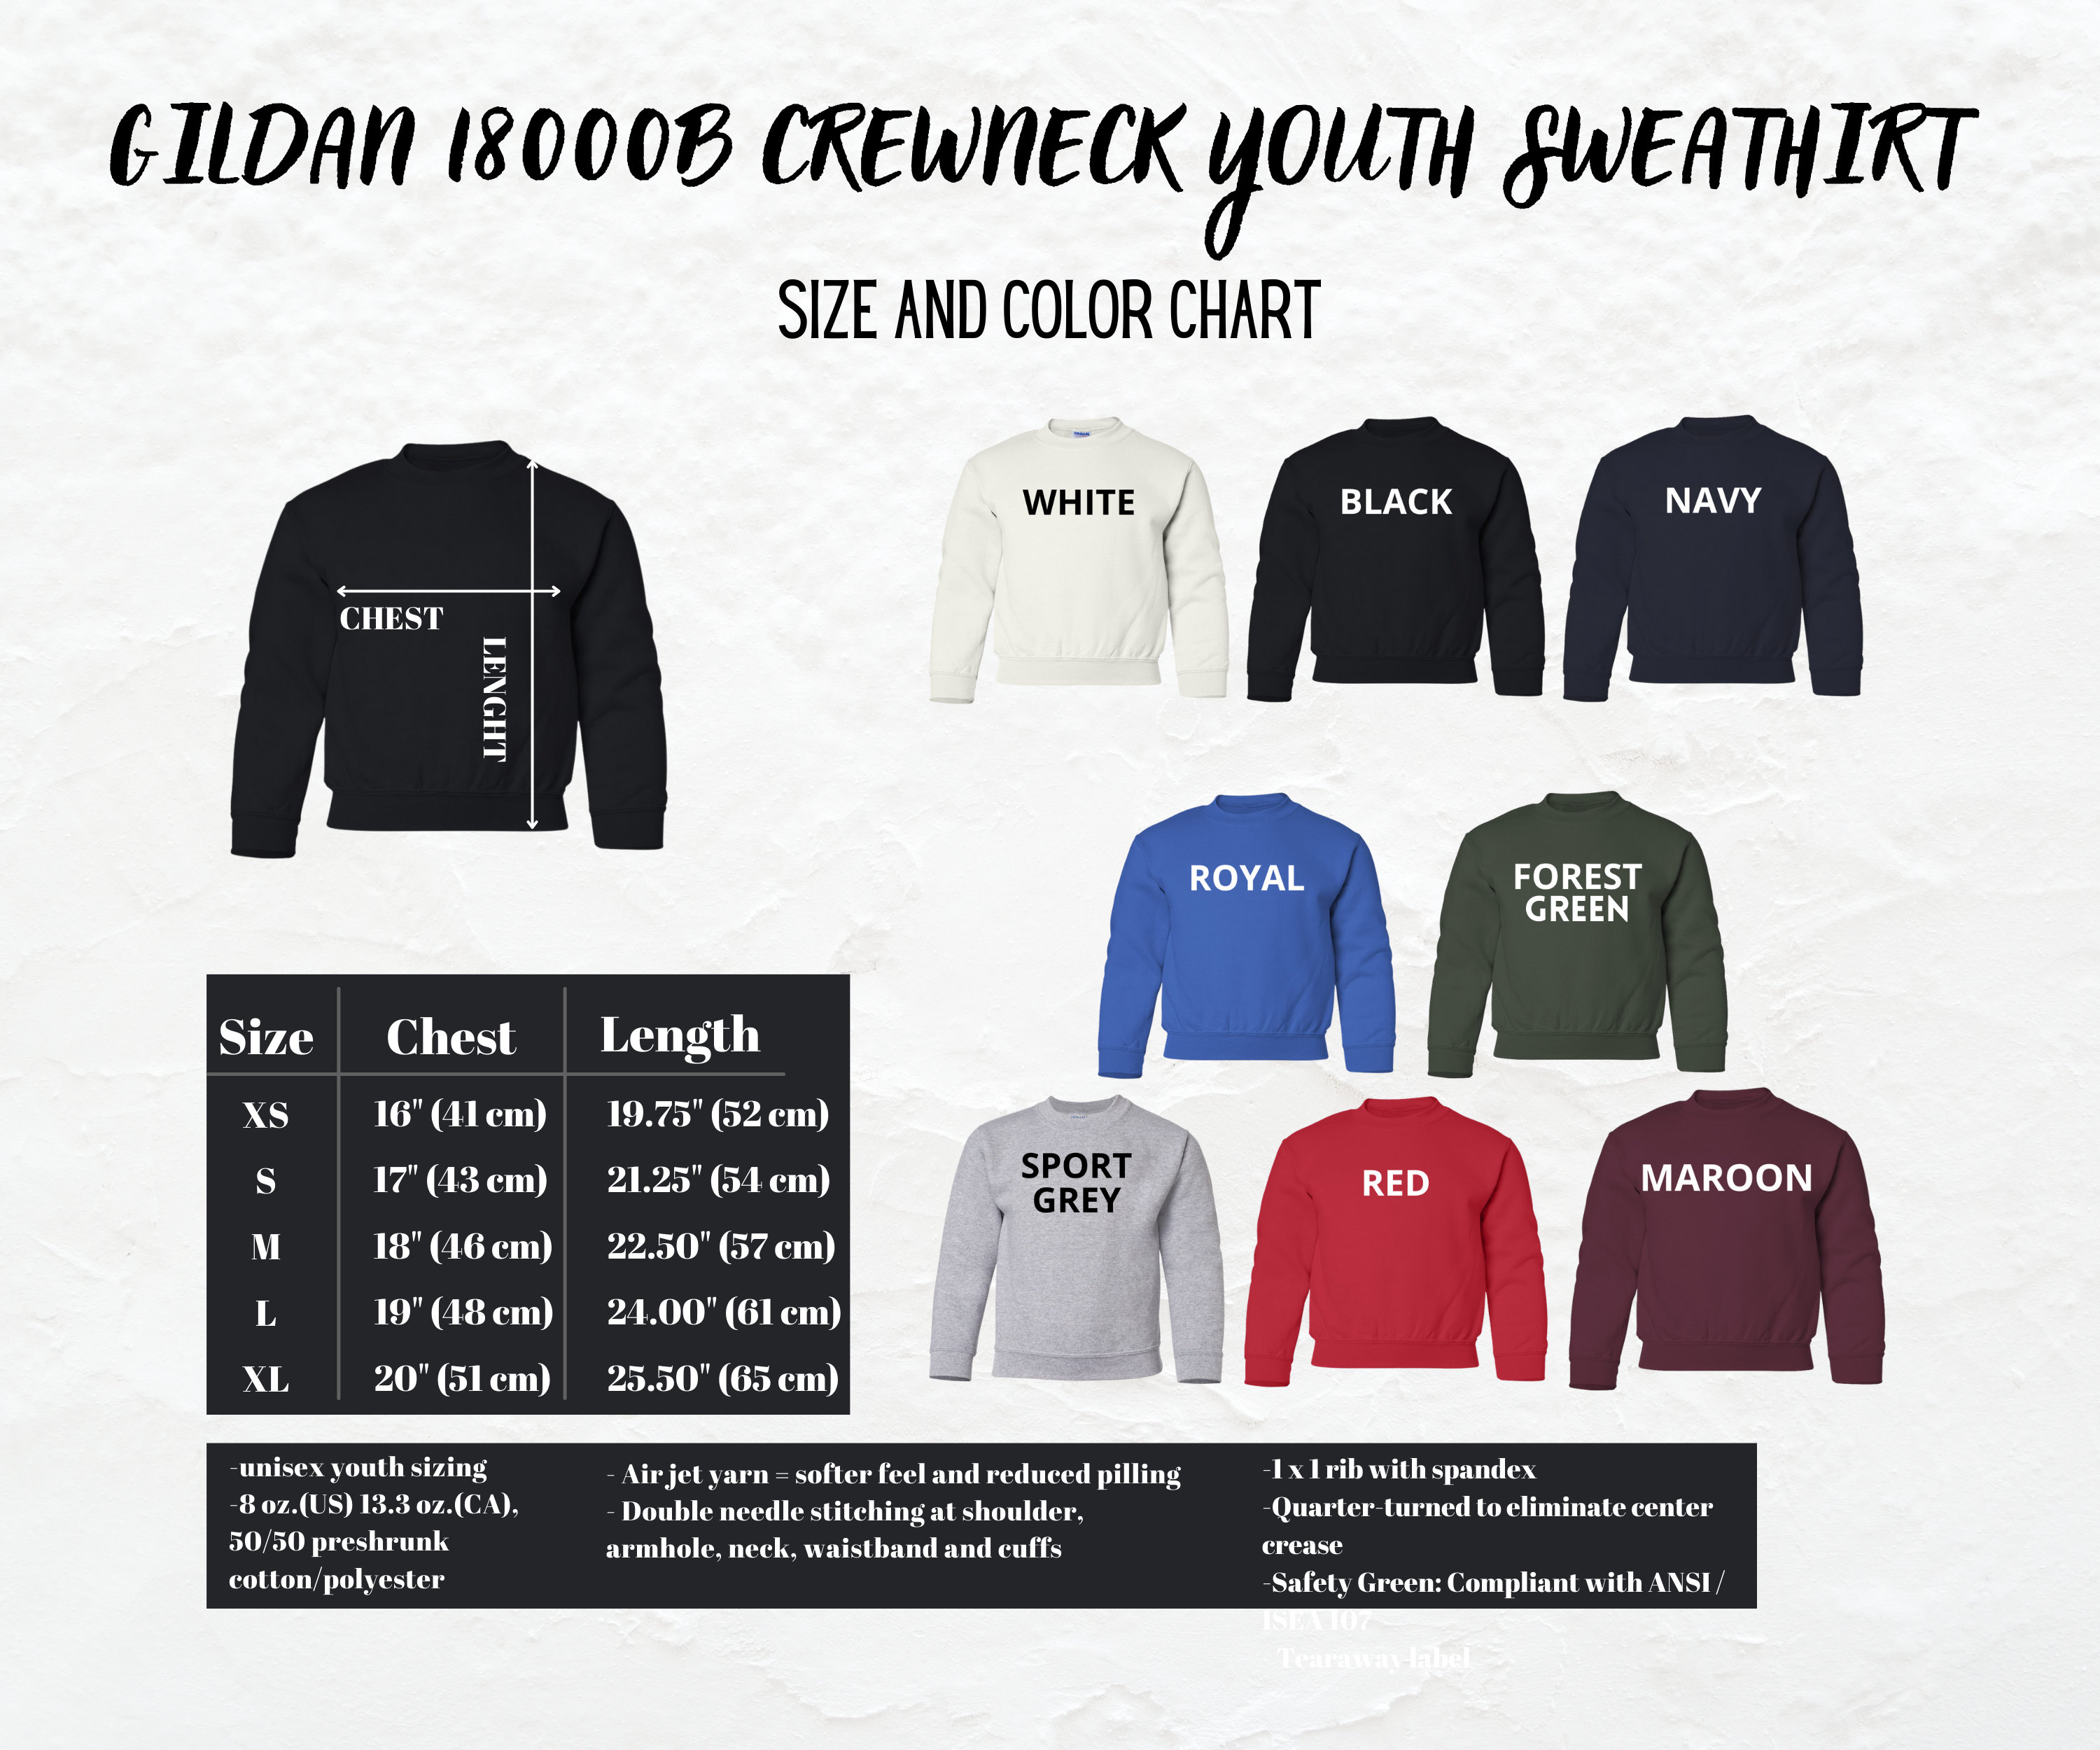 GILDAN 18000B CREWNECK YOUTH SWEATHIRT
SIZE AND COLOR CHART
CHEST
LENGHT
WHITE
BLACK
NAVY
ROYAL
FOREST
GREEN
SPORT
GREY
RED
MAROON
Size Chest Length
XS 16" (41 cm) 19.75" (52 cm)
S 17" (43 cm) 21.25" (54 cm)
M 18" (46 cm) 22.50" (57 cm)
L 19" (48 cm) 24.00" (61 cm)
XL 20" (51 cm) 25.50" (65 cm)
-unisex youth sizing
-8 oz.(US) 13.3 oz.(CA),
50/50 preshrunk
cotton/polyester
- Air jet yarn = softer feel and reduced pilling
- Double needle stitching at shoulder,
armhole, neck, waistband and cuffs
-1 x 1 rib with spandex
-Quarter-turned to eliminate center
crease
-Safety Green: Compliant with ANSI /
ISEA 107
- Tearaway label